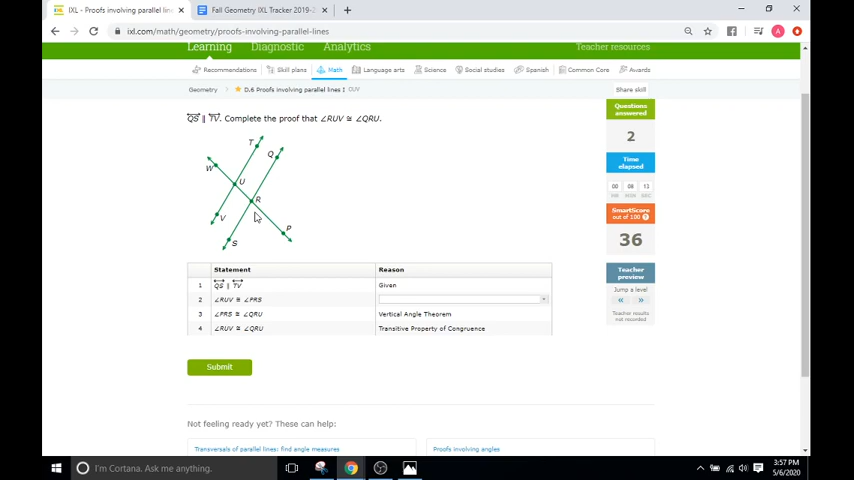 IXL - Proofs involving parallel lin
Fall Geometry IXL Tracker 2019-2
ixl.com/math/geometry/proofs-involving-parallel-lines
Learning Diagnostic Analytics Teacher resources
Recommendations Skill plans Math Language arts Science Social studies Spanish Common Core Awards
Geometry D.6 Proofs involving parallel lines I Share skill
QS ∥ TV. Complete the proof that ∠RUV ≅ ∠QRU.
Questions
answered
2
Time
elapsed
00 08 13
SmartScore
out of 100
36
Teacher
preview
Jump a level
Teacher results
not recorded
T
Q
W
U
R
V
P
S
Statement Reason
1 QS ∥ TV Given
2 ∠RUV ≅ ∠PRS
3 ∠PRS ≅ ∠QRU Vertical Angle Theorem
4 ∠RUV ≅ ∠QRU Transitive Property of Congruence
Submit
Not feeling ready yet? These can help:
Transversals of parallel lines: find angle measures Proofs involving angles
I'm Cortana. Ask me anything.
3:57 PM
5/6/2020